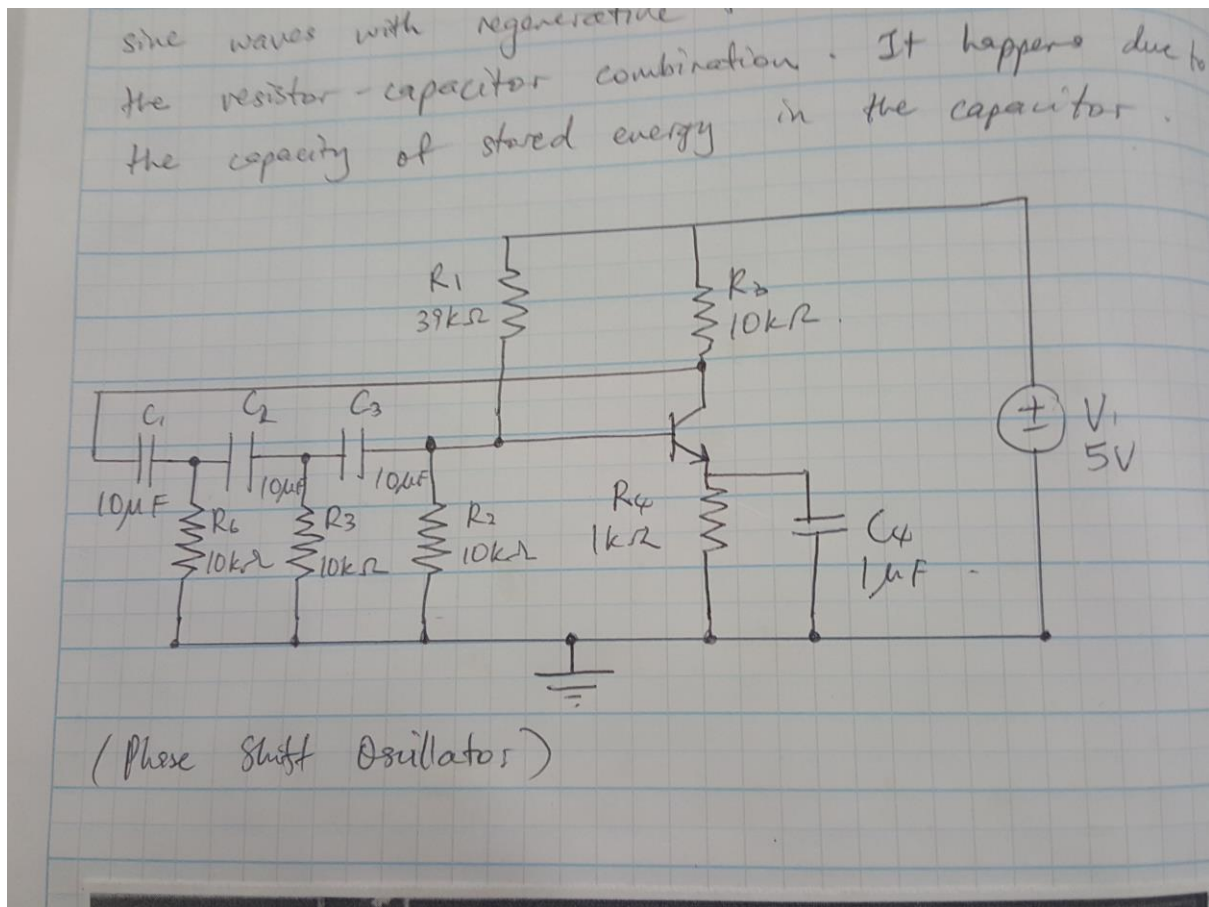 sine waves with regenerative
the resistor-capacitor combination. It happens due to
the capacity of stored energy in the capacitor.
R1
39kΩ
10kΩ.
C1
C2
C3
10μF
10μF
10μF
R6
10kΩ
R3
10kΩ
R2
10kΩ
R4
1kΩ
C4
1μF
V1
5V
(Phase Shift Oscillator)